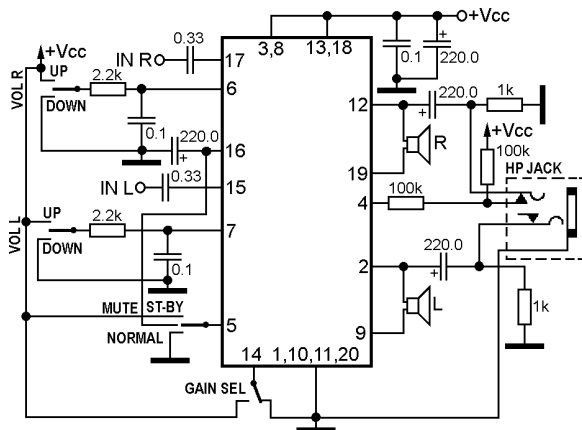 +Vcc
+Vcc
0.33
IN R
17
3,8
13,18
0.1
+
220.0
VOL R
UP
DOWN
2.2k
6
12
220.0
+
1k
0.1
220.0
+
16
R
+Vcc
100k
19
HP JACK
0.33
IN L
15
4
100k
VOL L
UP
DOWN
2.2k
7
220.0
+
2
0.1
MUTE
ST-BY
NORMAL
5
L
1k
9
14
1,10,11,20
GAIN SEL